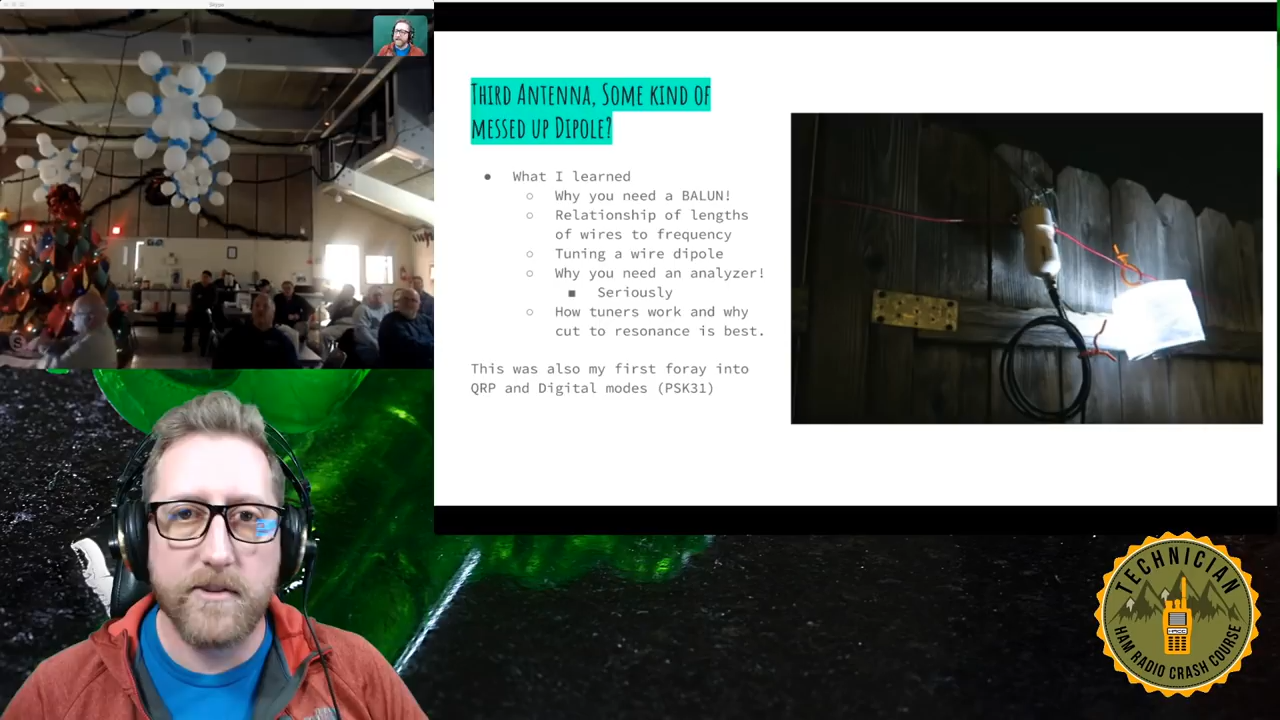 Skype
Third Antenna, Some kind of
messed up Dipole?
What I learned
Why you need a BALUN!
Relationship of lengths
of wires to frequency
Tuning a wire dipole
Why you need an analyzer!
Seriously
How tuners work and why
cut to resonance is best.
This was also my first foray into
QRP and Digital modes (PSK31)
TECHNICIAN
HRCC
HAM RADIO CRASH COURSE